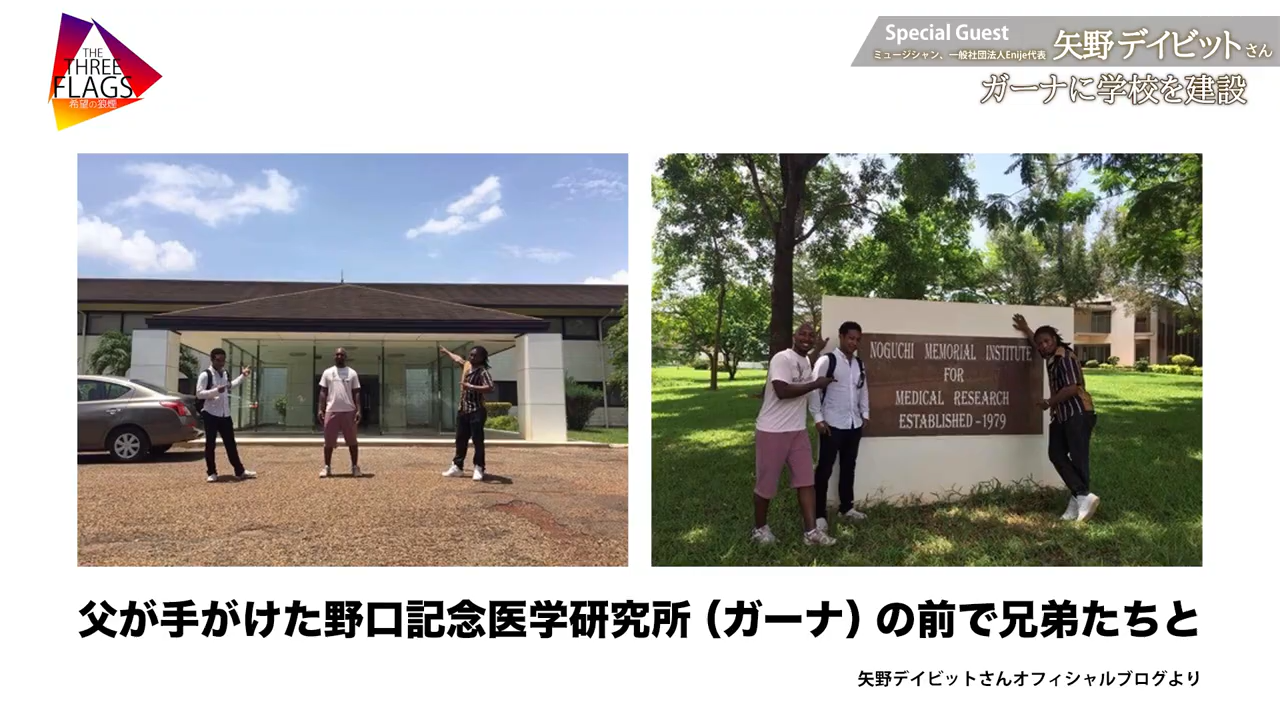 THE
THREE
FLAGS
希望の狼煙
Special Guest
ミュージシャン、一般社団法人Enije代表 矢野デイビットさん
ガーナに学校を建設
NOGUCHI MEMORIAL INSTITUTE
FOR
MEDICAL RESEARCH
ESTABLISHED-1979
父が手がけた野口記念医学研究所（ガーナ）の前で兄弟たちと
矢野デイビットさんオフィシャルブログより